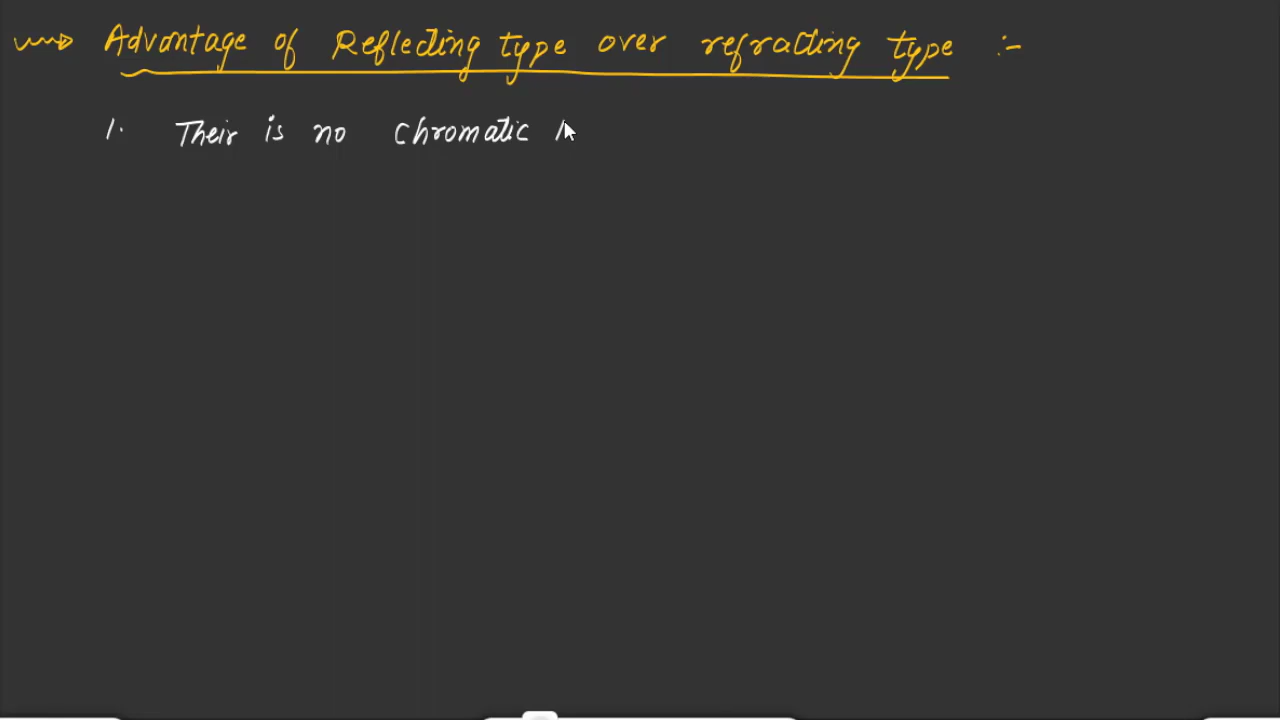 Advantage of Reflecting type over refracting type :-
1. Their is no Chromatic